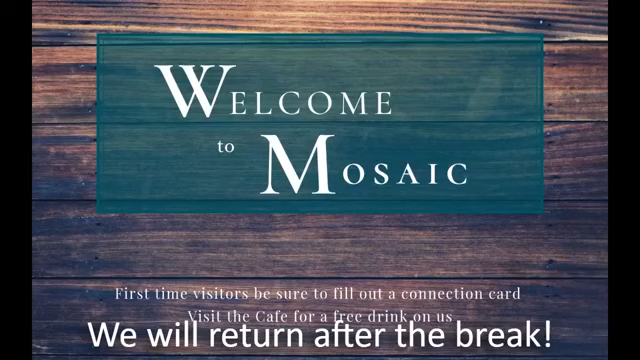 WELCOME
to
MOSAIC
First time visitors be sure to fill out a connection card
Visit the Cafe for a free drink on us
We will return after the break!